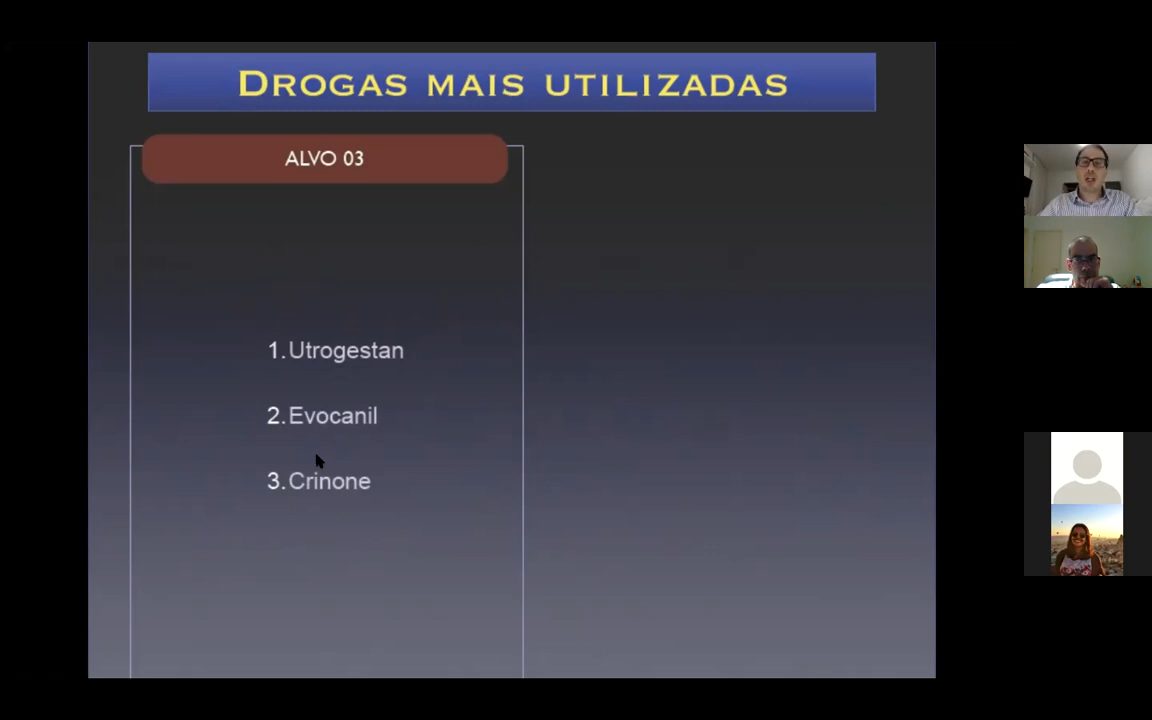 DROGAS MAIS UTILIZADAS
ALVO 03
1.Utrogestan
2.Evocanil
3.Crinone